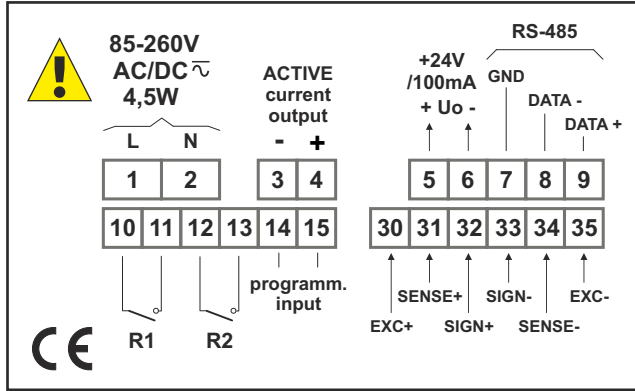 85-260V
AC/DC
4,5W
L N
ACTIVE
current
output
- +
+24V
/100mA
+ Uo -
RS-485
GND
DATA -
DATA +
1 2 3 4 5 6 7 8 9
10 11 12 13 14 15 30 31 32 33 34 35
R1 R2
programm.
input
SENSE+ SIGN- EXC-
EXC+ SIGN+ SENSE-
CE